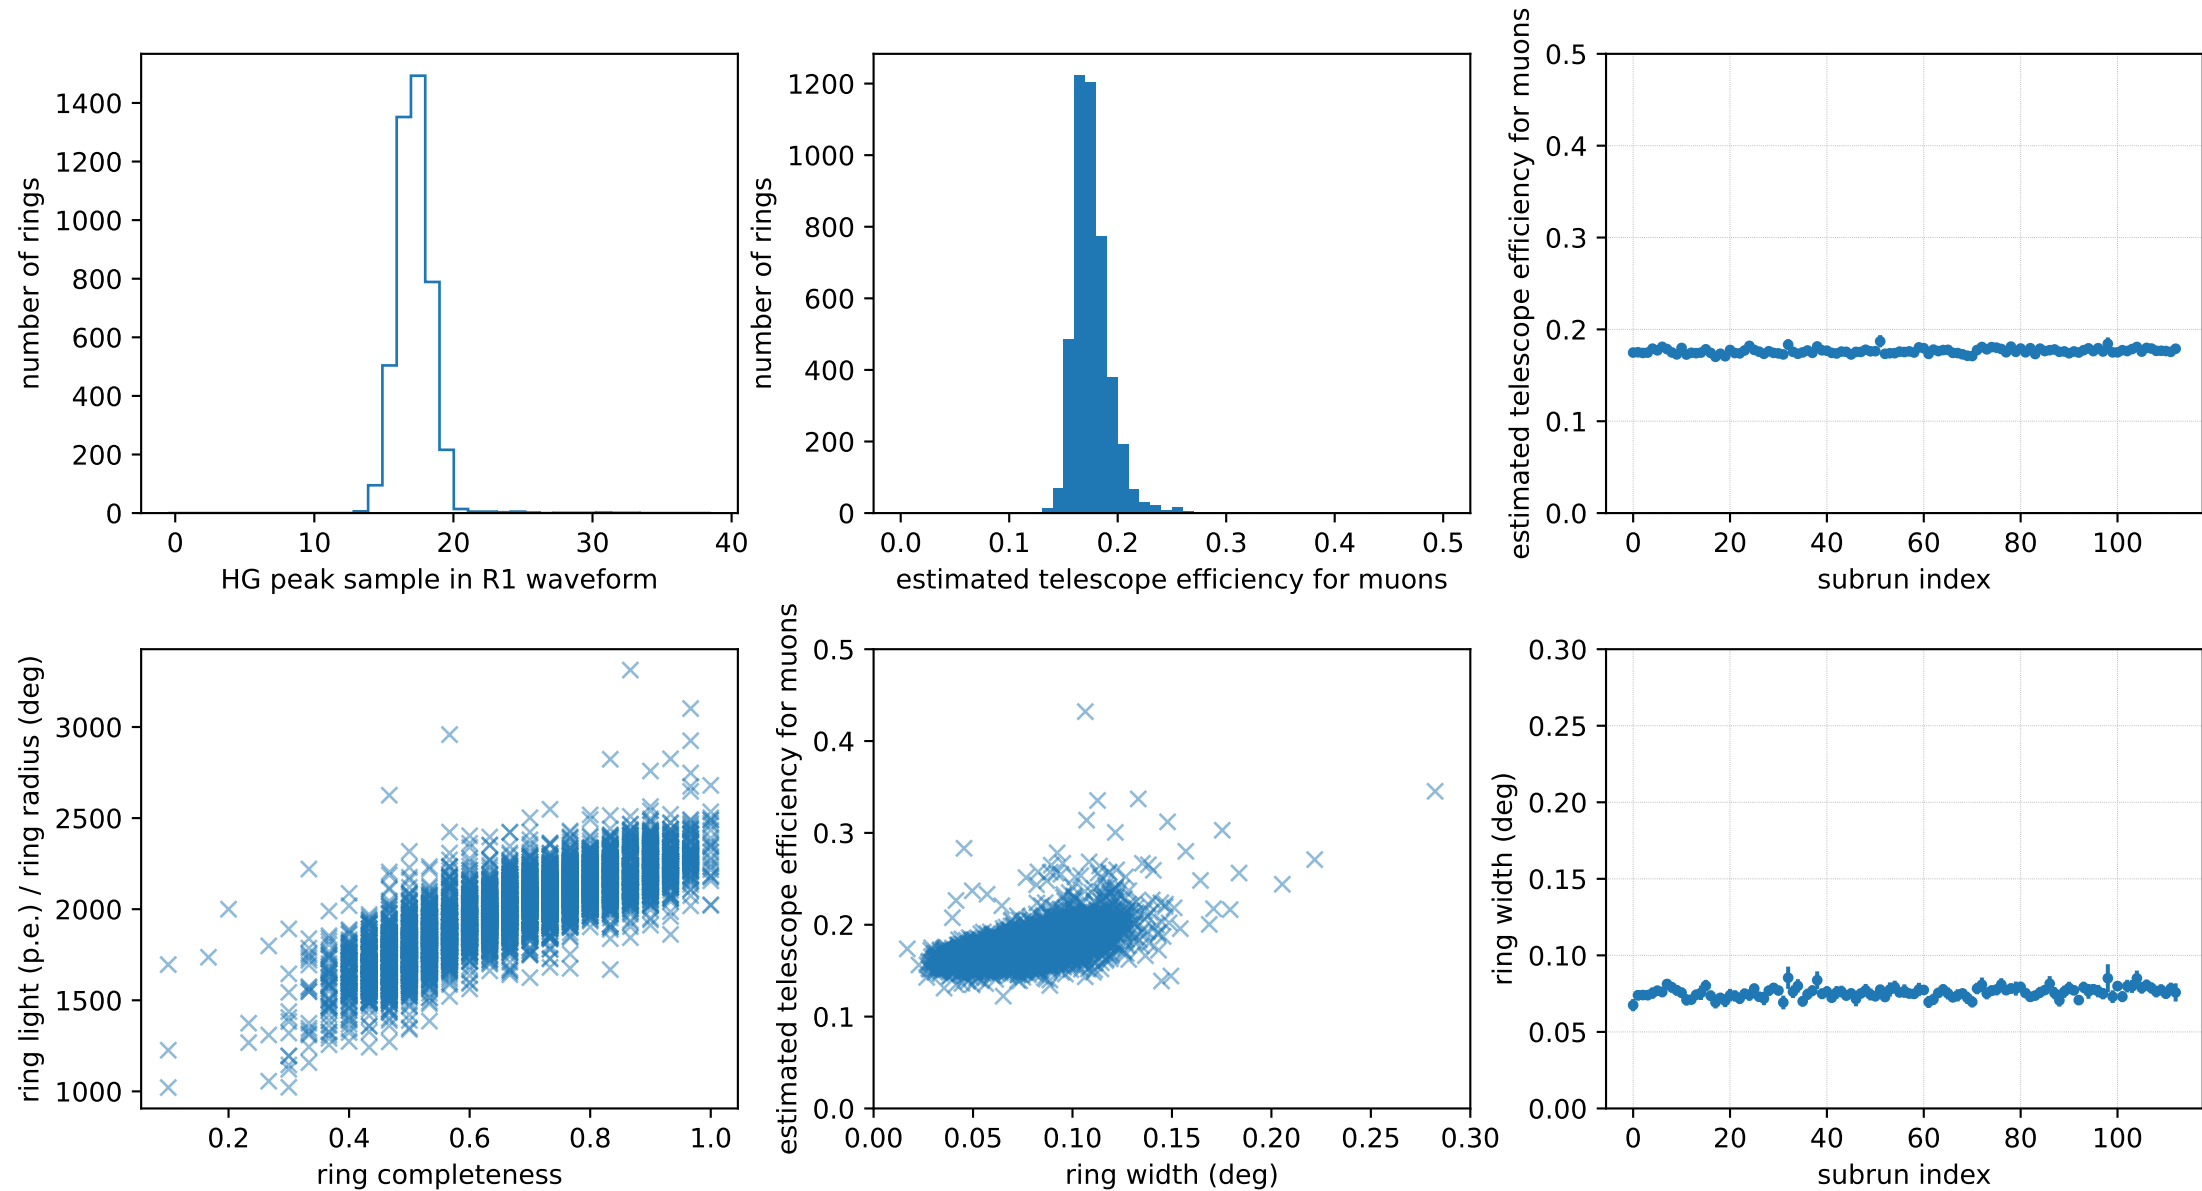 number of rings
1400
1200
1000
800
600
400
200
0
0 10 20 30 40
HG peak sample in R1 waveform
number of rings
1200
1000
800
600
400
200
0
0.0 0.1 0.2 0.3 0.4 0.5
estimated telescope efficiency for muons
estimated telescope efficiency for muons
0.5
0.4
0.3
0.2
0.1
0.0
0 20 40 60 80 100
subrun index
ring light (p.e.) / ring radius (deg)
3000
2500
2000
1500
1000
0.2 0.4 0.6 0.8 1.0
ring completeness
estimated telescope efficiency for muons
0.5
0.4
0.3
0.2
0.1
0.0
0.00 0.05 0.10 0.15 0.20 0.25 0.30
ring width (deg)
ring width (deg)
0.30
0.25
0.20
0.15
0.10
0.05
0.00
0 20 40 60 80 100
subrun index